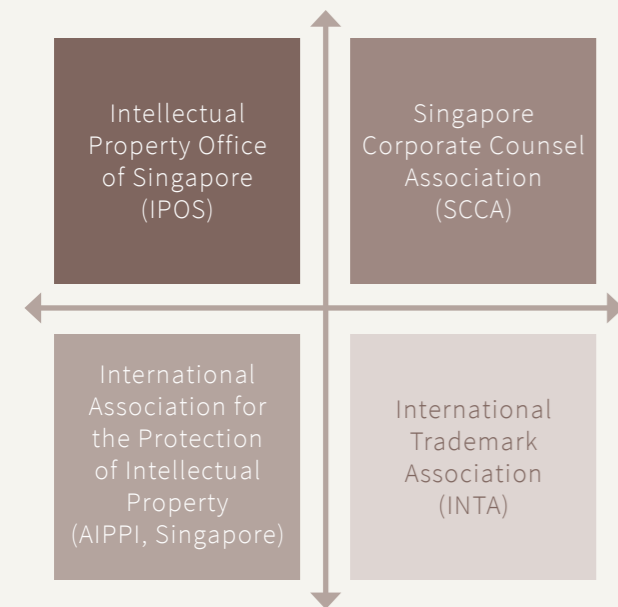 Intellectual
Property Office
of Singapore
(IPOS)
Singapore
Corporate Counsel
Association
(SCCA)
International
Association for
the Protection
of Intellectual
Property
(AIPPI, Singapore)
International
Trademark
Association
(INTA)